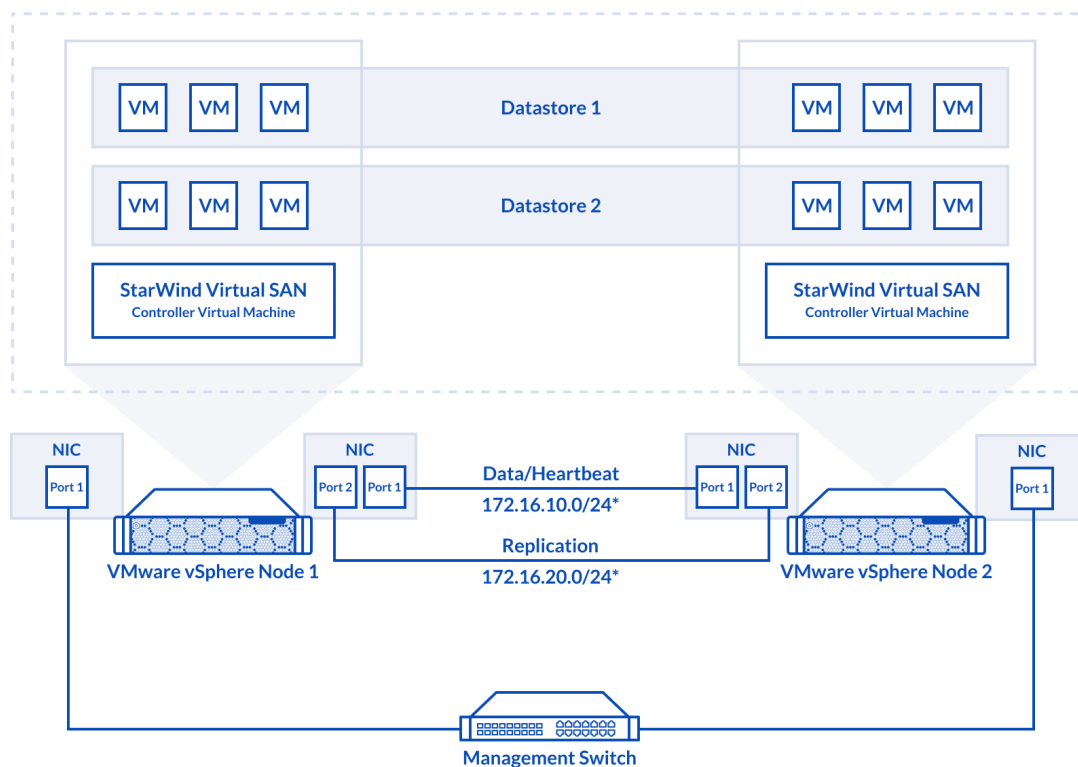 VM VM VM Datastore 1 VM VM VM
VM VM VM Datastore 2 VM VM VM
StarWind Virtual SAN
Controller Virtual Machine
StarWind Virtual SAN
Controller Virtual Machine
NIC
Port 1
NIC
Port 2 Port 1
Data/Heartbeat
172.16.10.0/24*
NIC
Port 1 Port 2
NIC
Port 1
Replication
172.16.20.0/24*
VMware vSphere Node 1
VMware vSphere Node 2
Management Switch